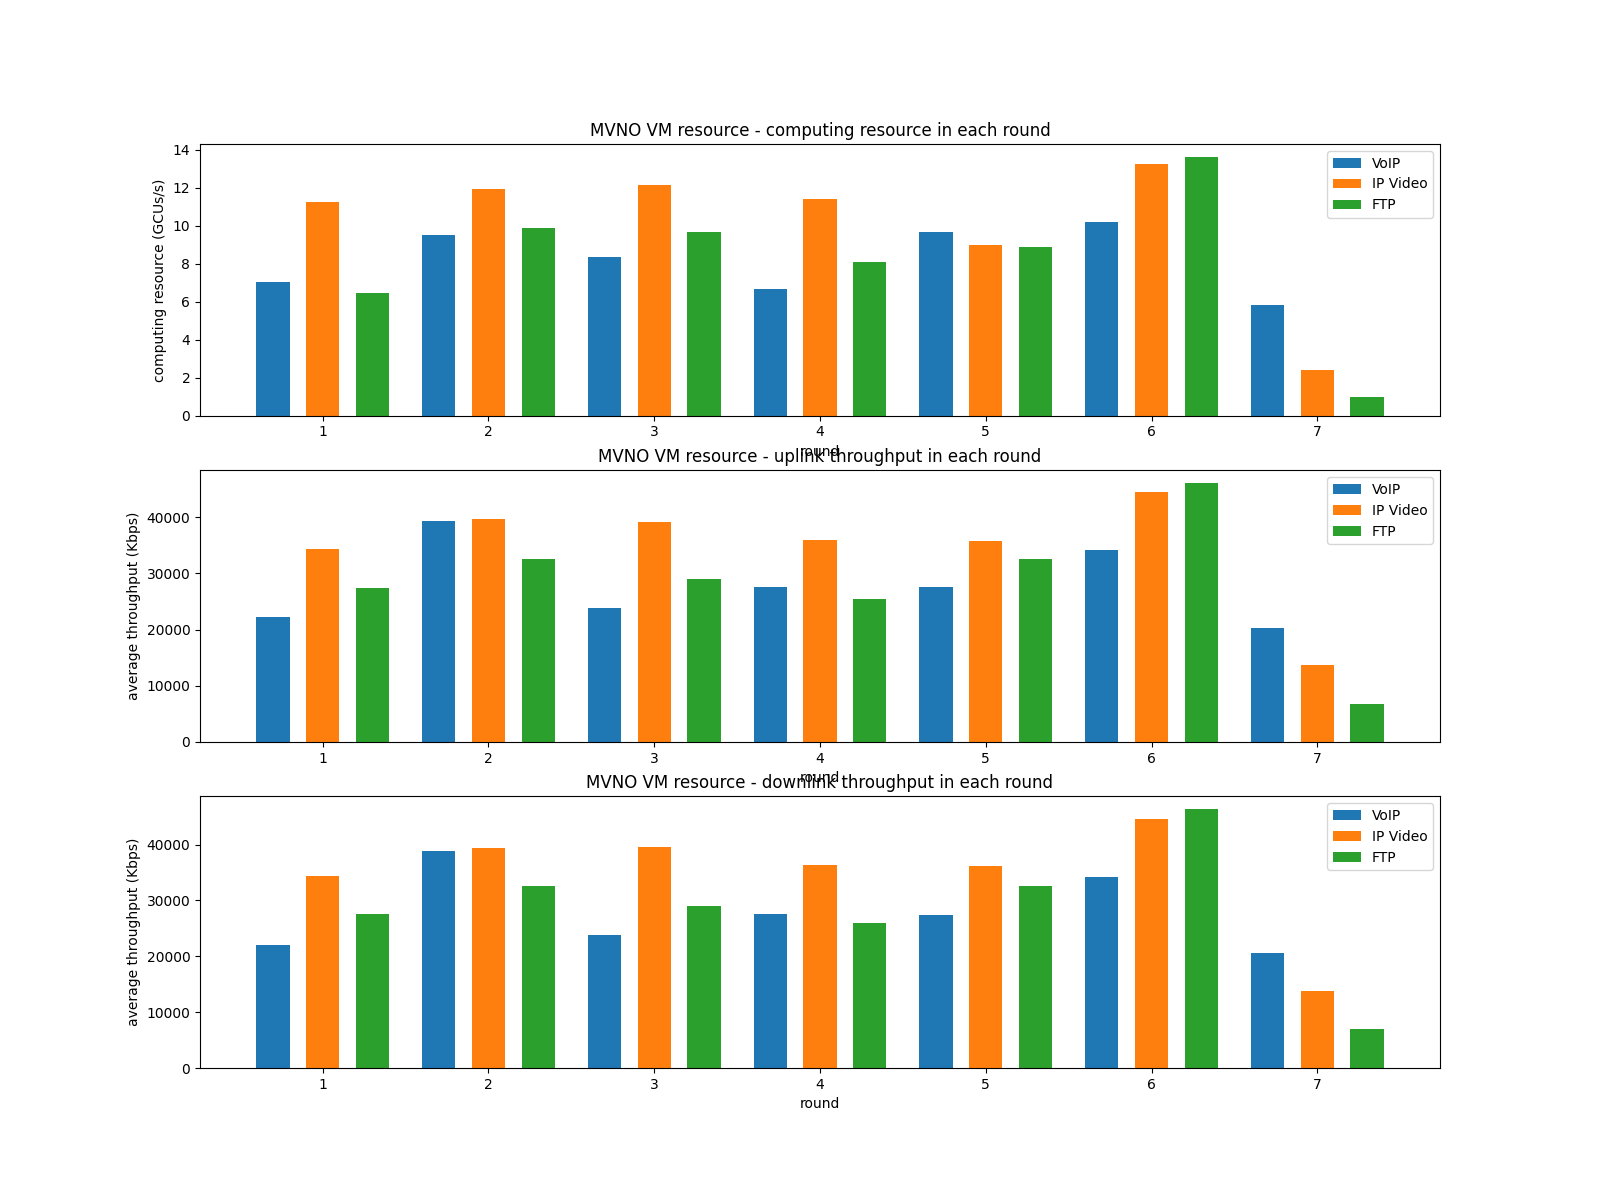 MVNO VM resource - computing resource in each round
computing resource (GCUs/s)
14
12
10
8
6
4
2
0
VoIP
IP Video
FTP
1 2 3 4 5 6 7
round
MVNO VM resource - uplink throughput in each round
average throughput (Kbps)
40000
30000
20000
10000
0
VoIP
IP Video
FTP
1 2 3 4 5 6 7
round
MVNO VM resource - downlink throughput in each round
average throughput (Kbps)
40000
30000
20000
10000
0
VoIP
IP Video
FTP
1 2 3 4 5 6 7
round